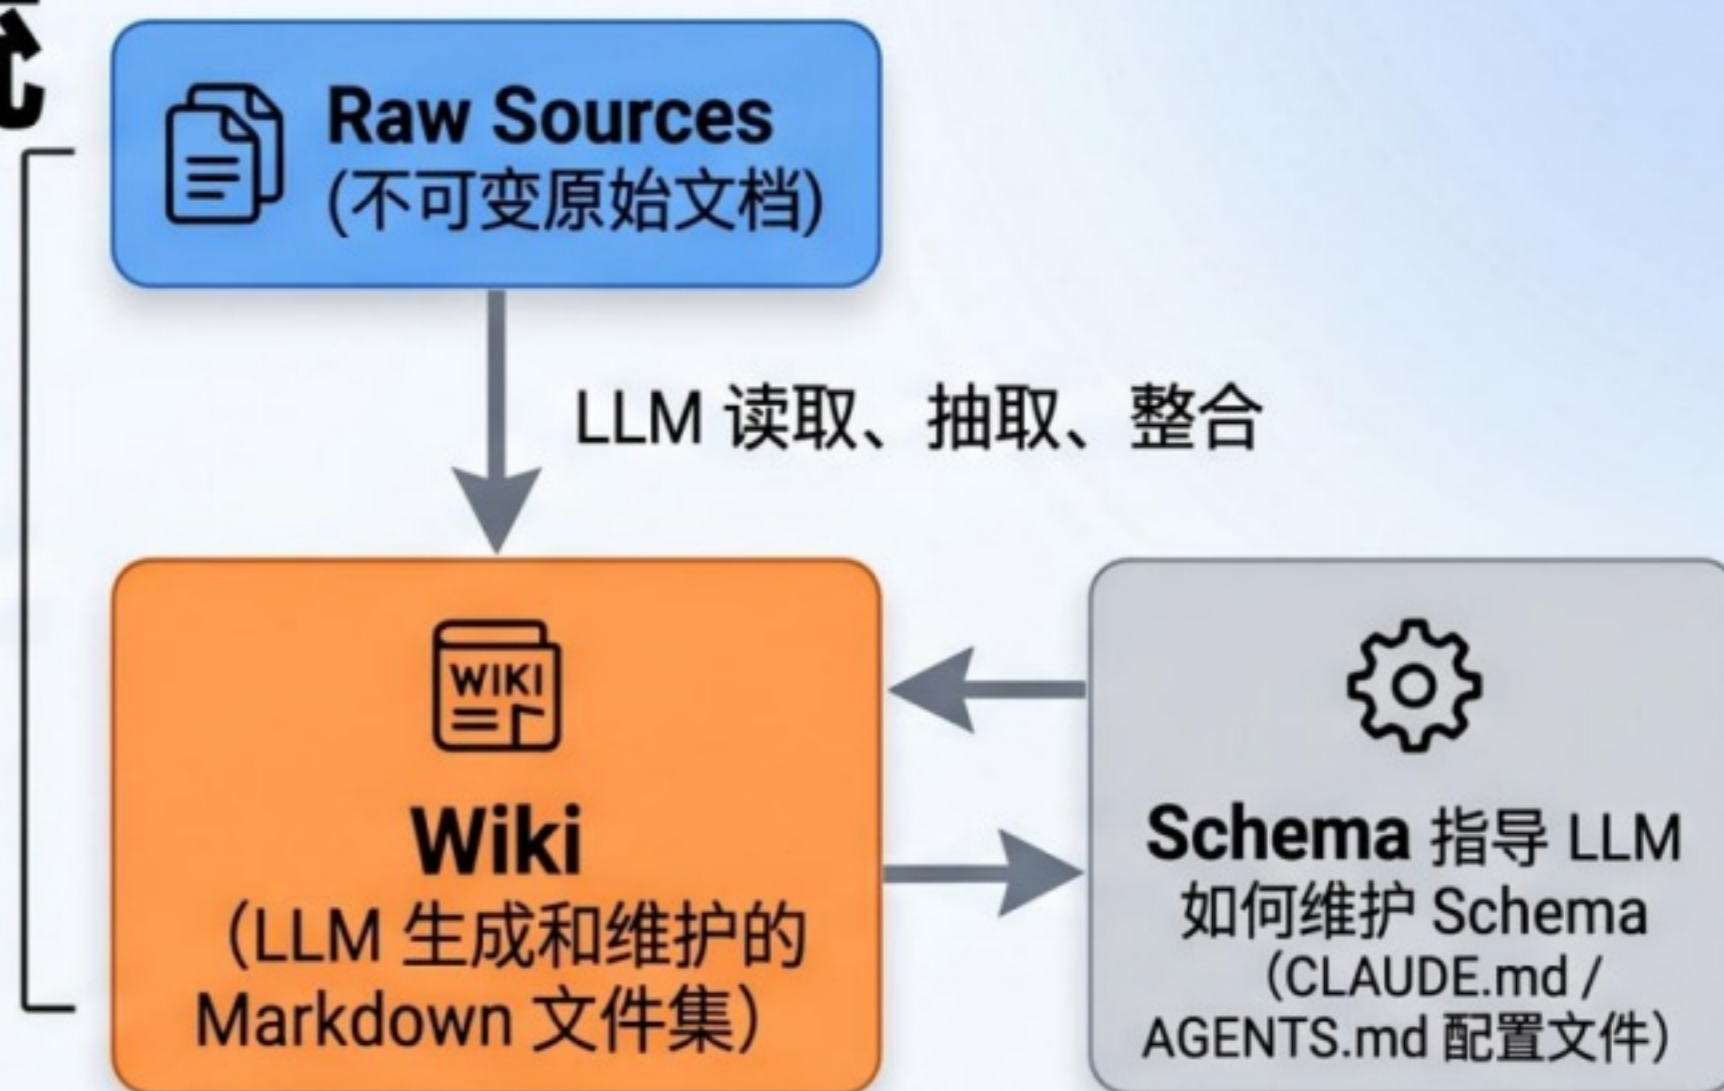 Raw Sources
(不可变原始文档)
LLM 读取、抽取、整合
WIKI
Wiki
（LLM 生成和维护的
Markdown 文件集）
Schema 指导 LLM
如何维护 Schema
（CLAUDE.md /
AGENTS.md 配置文件）